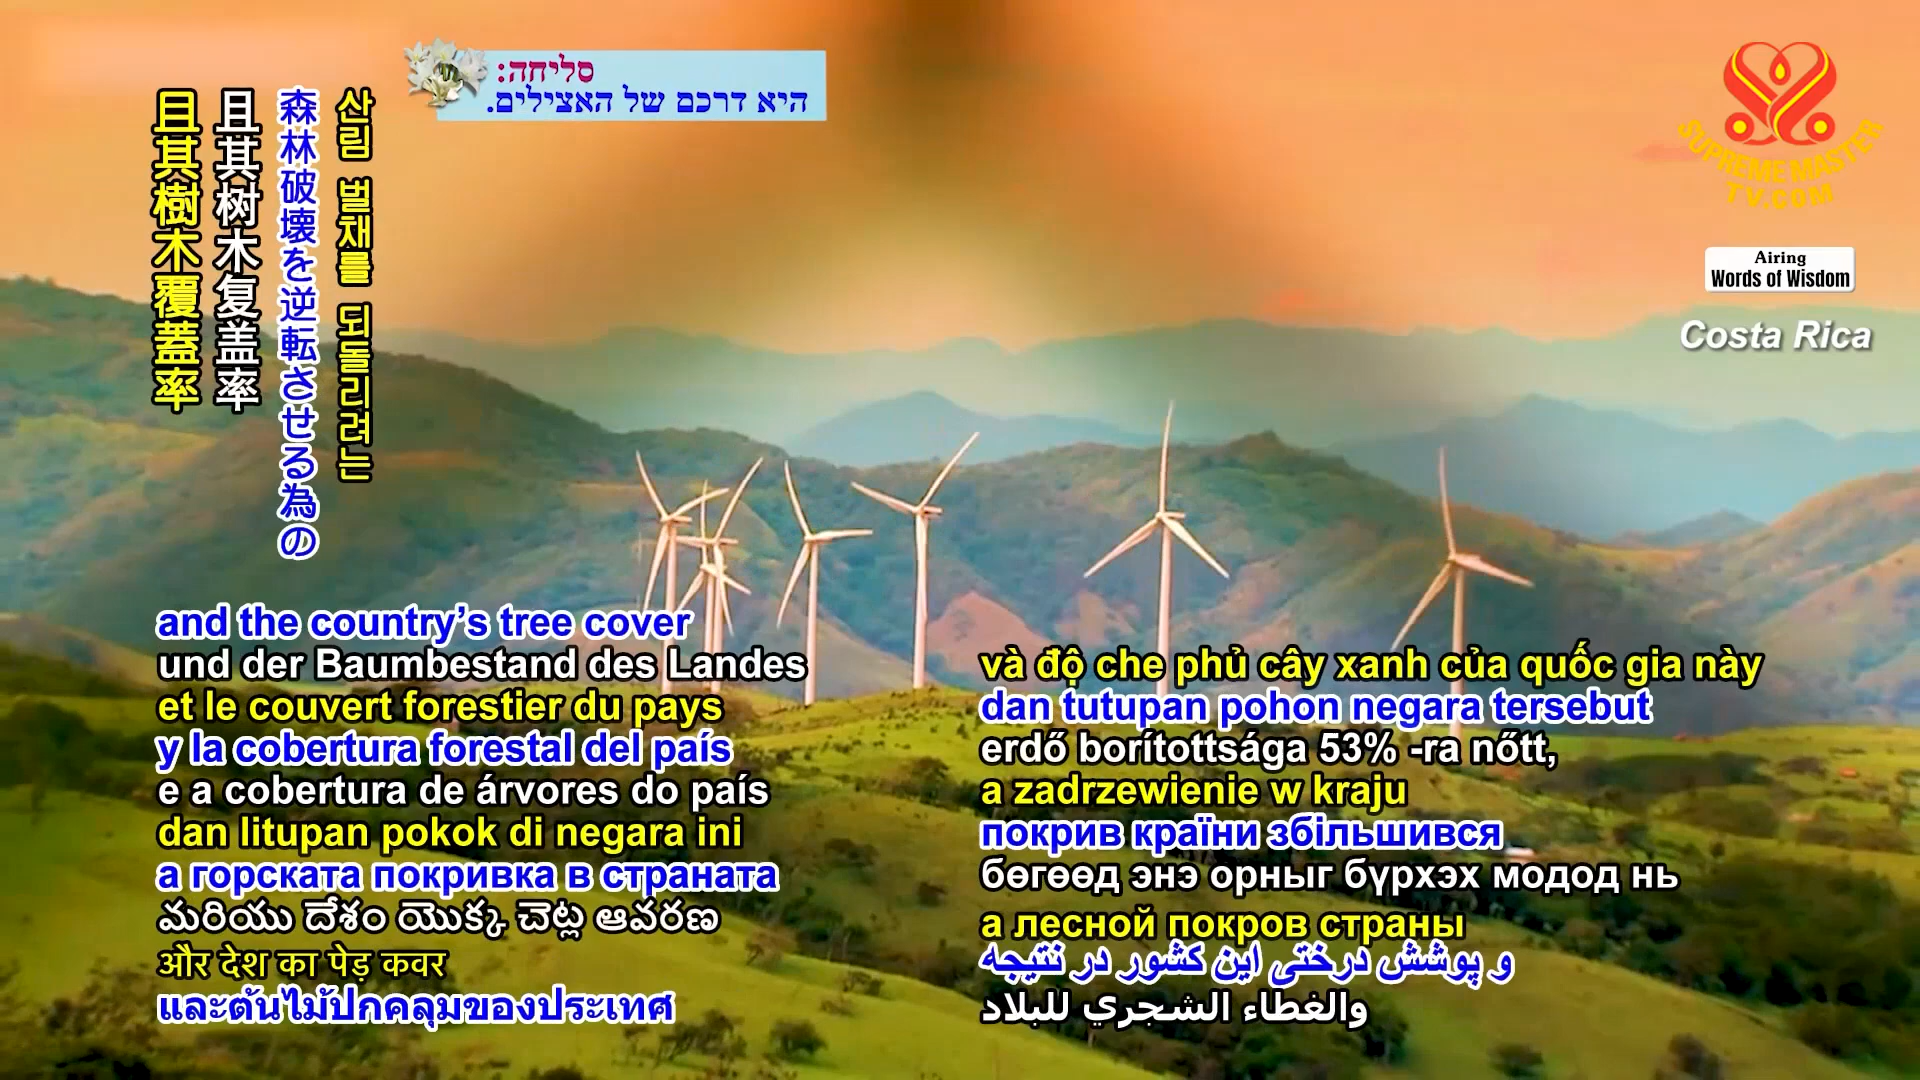 סליחה:
היא דרכם של האצילים.
SUPREME MASTER
TV.COM
Airing
Words of Wisdom
Costa Rica
산림 벌채를 되돌리려는
森林破壊を逆転させる為の
且其树木复盖率
且其樹木覆蓋率
and the country’s tree cover
und der Baumbestand des Landes
et le couvert forestier du pays
y la cobertura forestal del país
e a cobertura de árvores do país
dan litupan pokok di negara ini
а горската покривка в страната
మరియు దేశం యొక్క చెట్ల ఆవరణ
और देश का पेड़ कवर
และต้นไม้ปกคลุมของประเทศ
và độ che phủ cây xanh của quốc gia này
dan tutupan pohon negara tersebut
erdő borítottsága 53% -ra nőtt,
a zadrzewienie w kraju
покрив країни збільшився
бөгөөд энэ орныг бүрхэх модод нь
а лесной покров страны
و پوشش درختی این کشور در نتیجه
والغطاء الشجري للبلاد